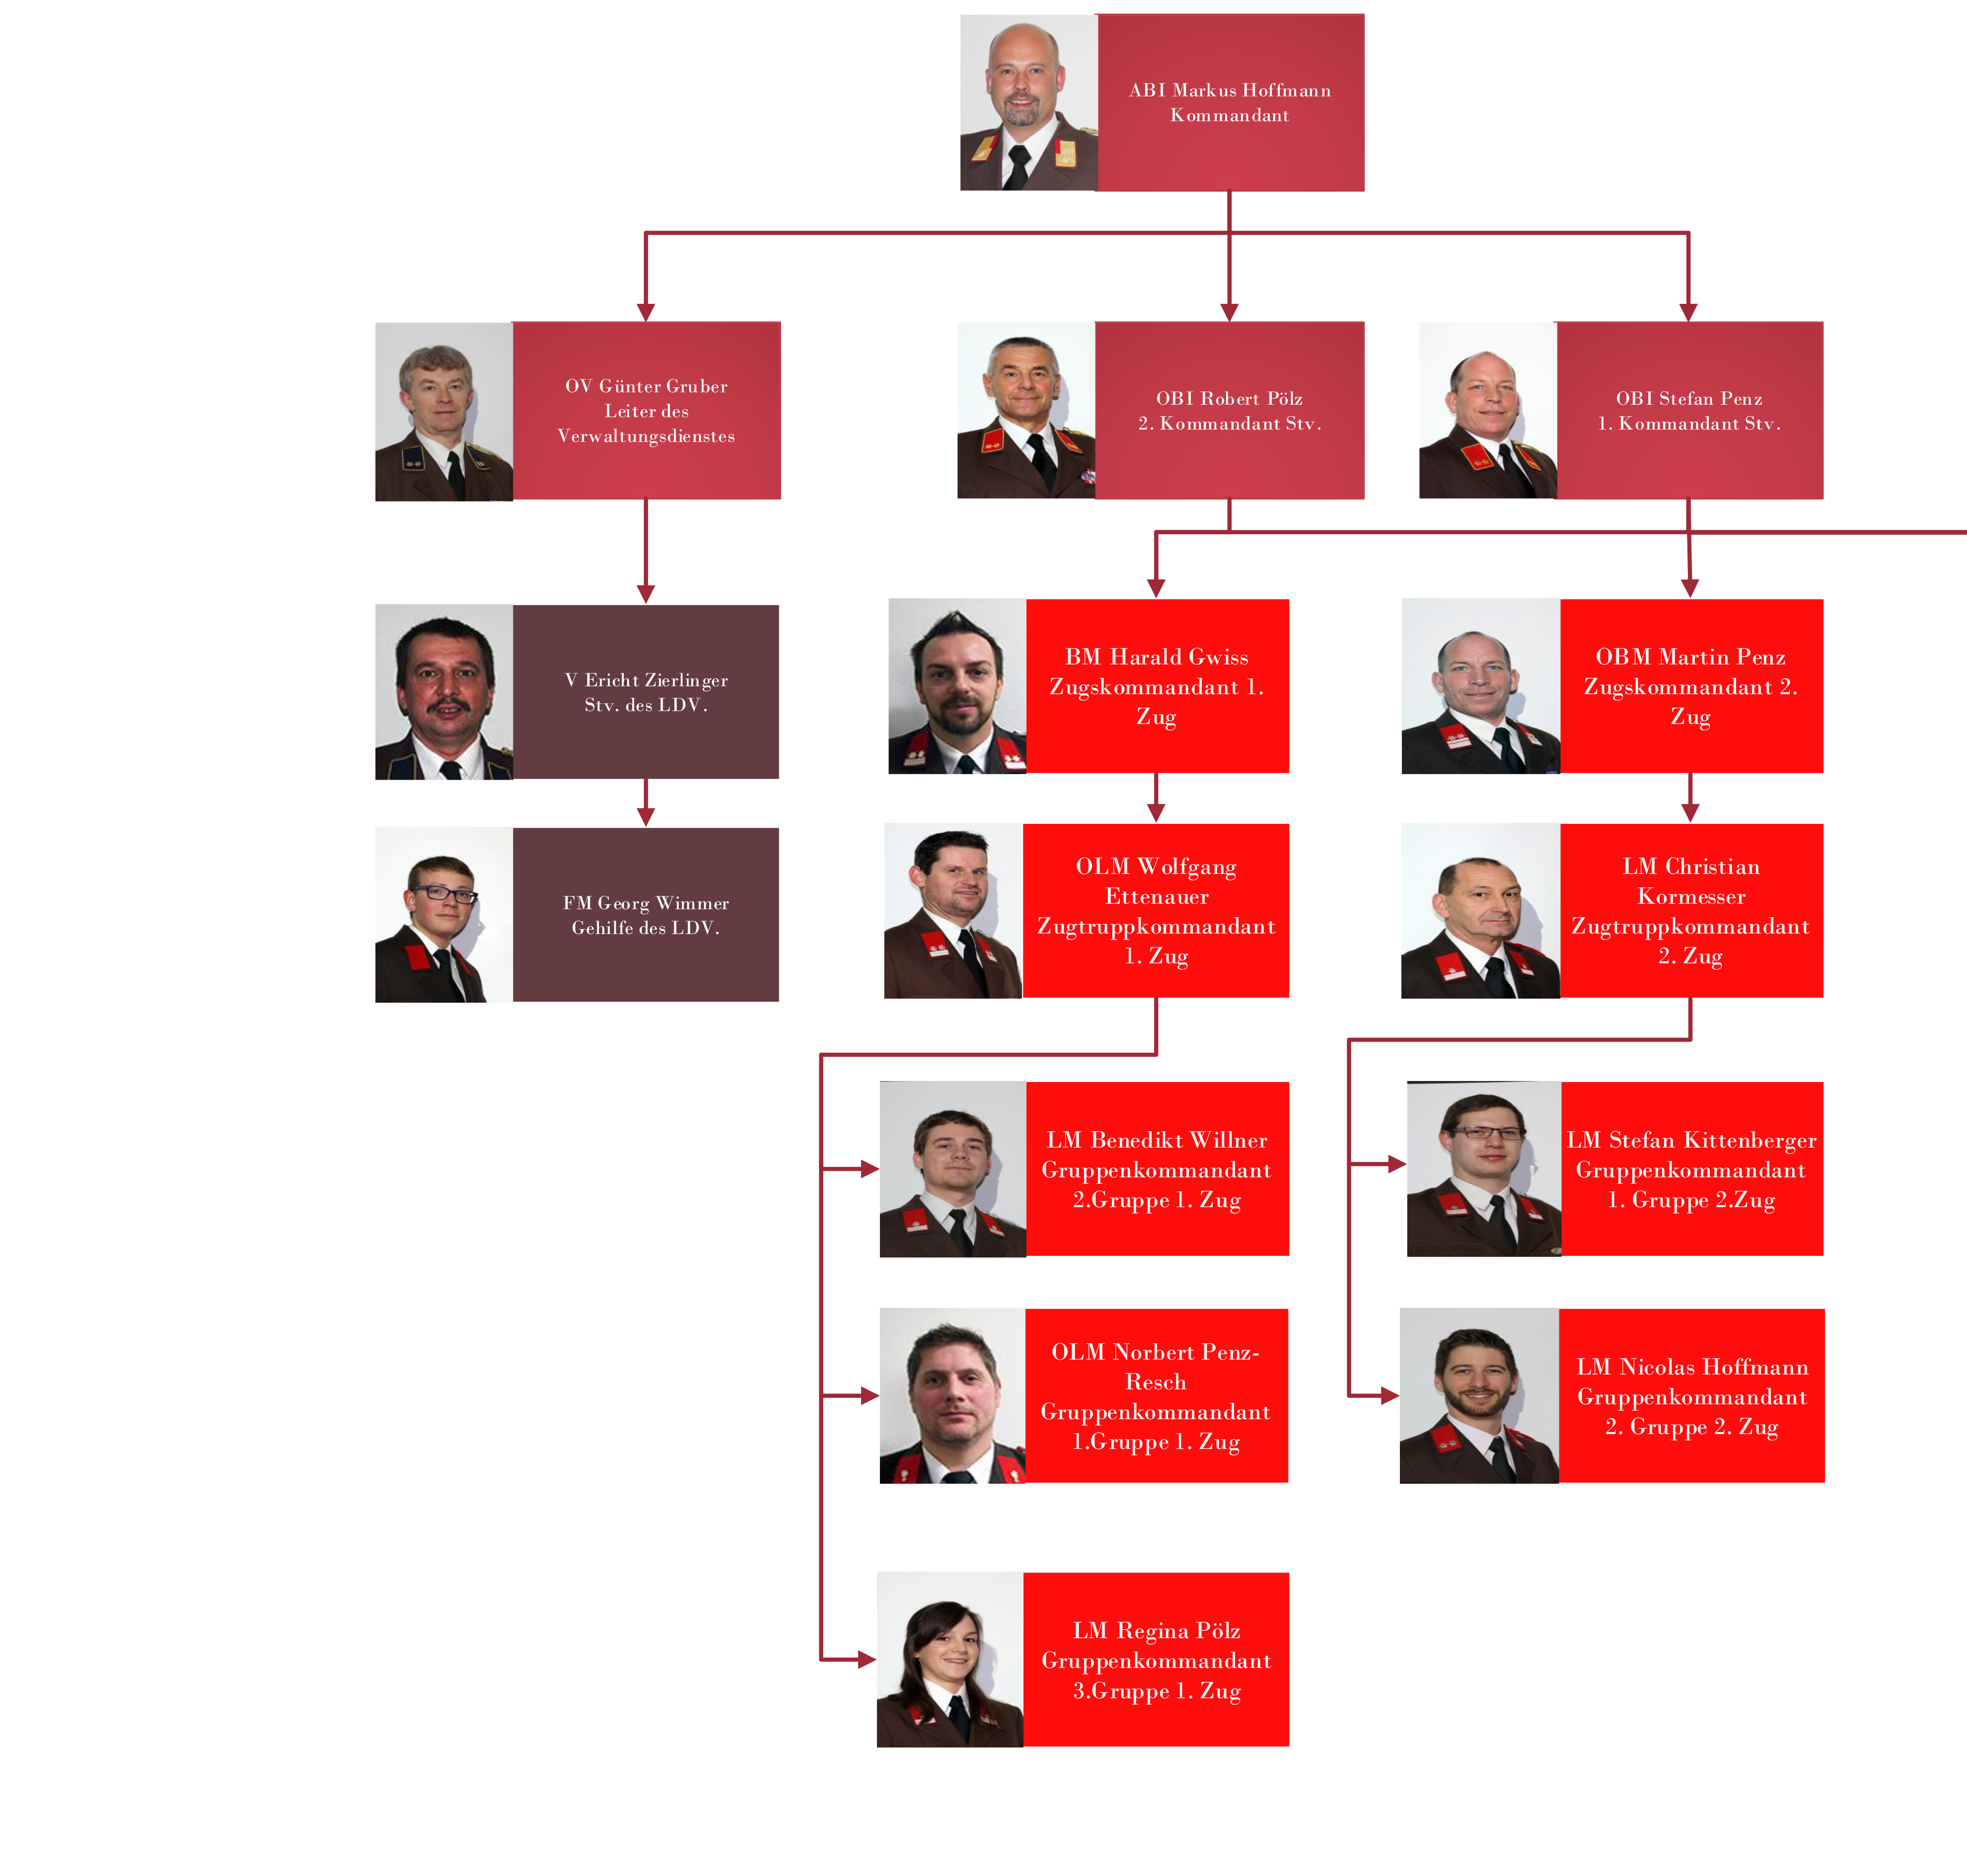 ABI Markus Hoffmann
Kommandant
OV Günter Gruber
Leiter des
Verwaltungsdienstes
OBI Robert Pölz
2. Kommandant Stv.
OBI Stefan Penz
1. Kommandant Stv.
V Ericht Zierlinger
Stv. des LDV.
BM Harald Gwiss
Zugskommandant 1.
Zug
OBM Martin Penz
Zugskommandant 2.
Zug
FM Georg Wimmer
Gehilfe des LDV.
OLM Wolfgang
Ettenauer
Zugtruppkommandant
1. Zug
LM Christian
Kormesser
Zugtruppkommandant
2. Zug
LM Benedikt Willner
Gruppenkommandant
2.Gruppe 1. Zug
LM Stefan Kittenberger
Gruppenkommandant
1. Gruppe 2.Zug
OLM Norbert Penz-
Resch
Gruppenkommandant
1.Gruppe 1. Zug
LM Nicolas Hoffmann
Gruppenkommandant
2. Gruppe 2. Zug
LM Regina Pölz
Gruppenkommandant
3.Gruppe 1. Zug